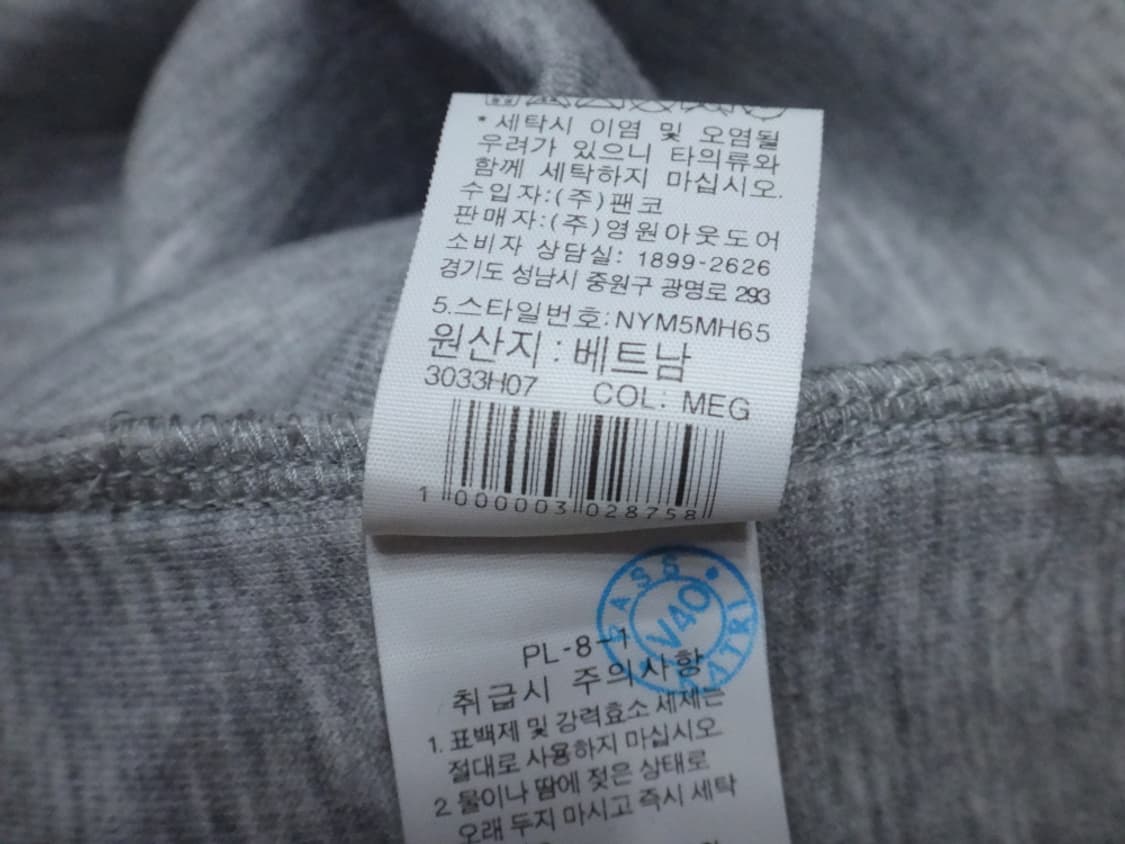 * 세탁시 이염 및 오염될
우려가 있으니 타의류와
함께 세탁하지 마십시오.
수입자:(주)팬코
판매자:(주)영원아웃도어
소비자 상담실: 1899-2626
경기도 성남시 중원구 광명로 293
5.스타일번호:NYM5MH65
원산지:베트남
3033H07 COL: MEG
1 000003 028758
PASS
V40
PL-8-1
취급시 주의사항
1. 표백제 및 강력효소 세제는
절대로 사용하지 마십시오
2. 물이나 땀에 젖은 상태로
오래 두지 마시고 즉시 세탁